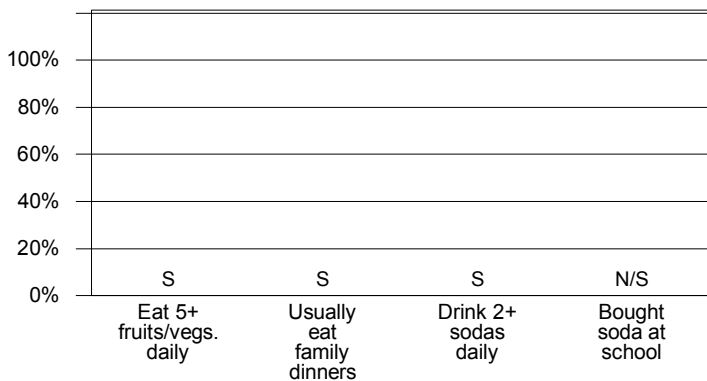 100%
80%
60%
40%
20%
0%
S S S N/S
Eat 5+
fruits/vegs.
daily
Usually
eat
family
dinners
Drink 2+
sodas
daily
Bought
soda at
school